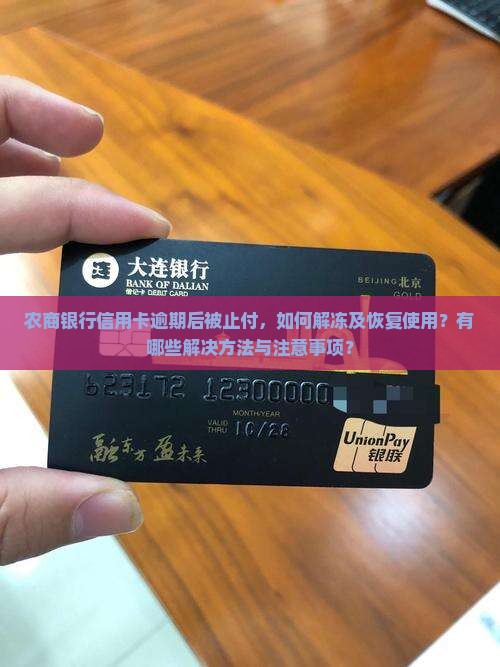 连 大连银行
BANK OF DALIAN
借记卡 DEBIT CARD
BEIJING 北京
GOLD
农商银行信用卡逾期后被止付，如何解冻及恢复使用？有
哪些解决方法与注意事项？
MONTH/YEAR
VALID
THRU 10/28
融东方 盈未来
UnionPay
银联